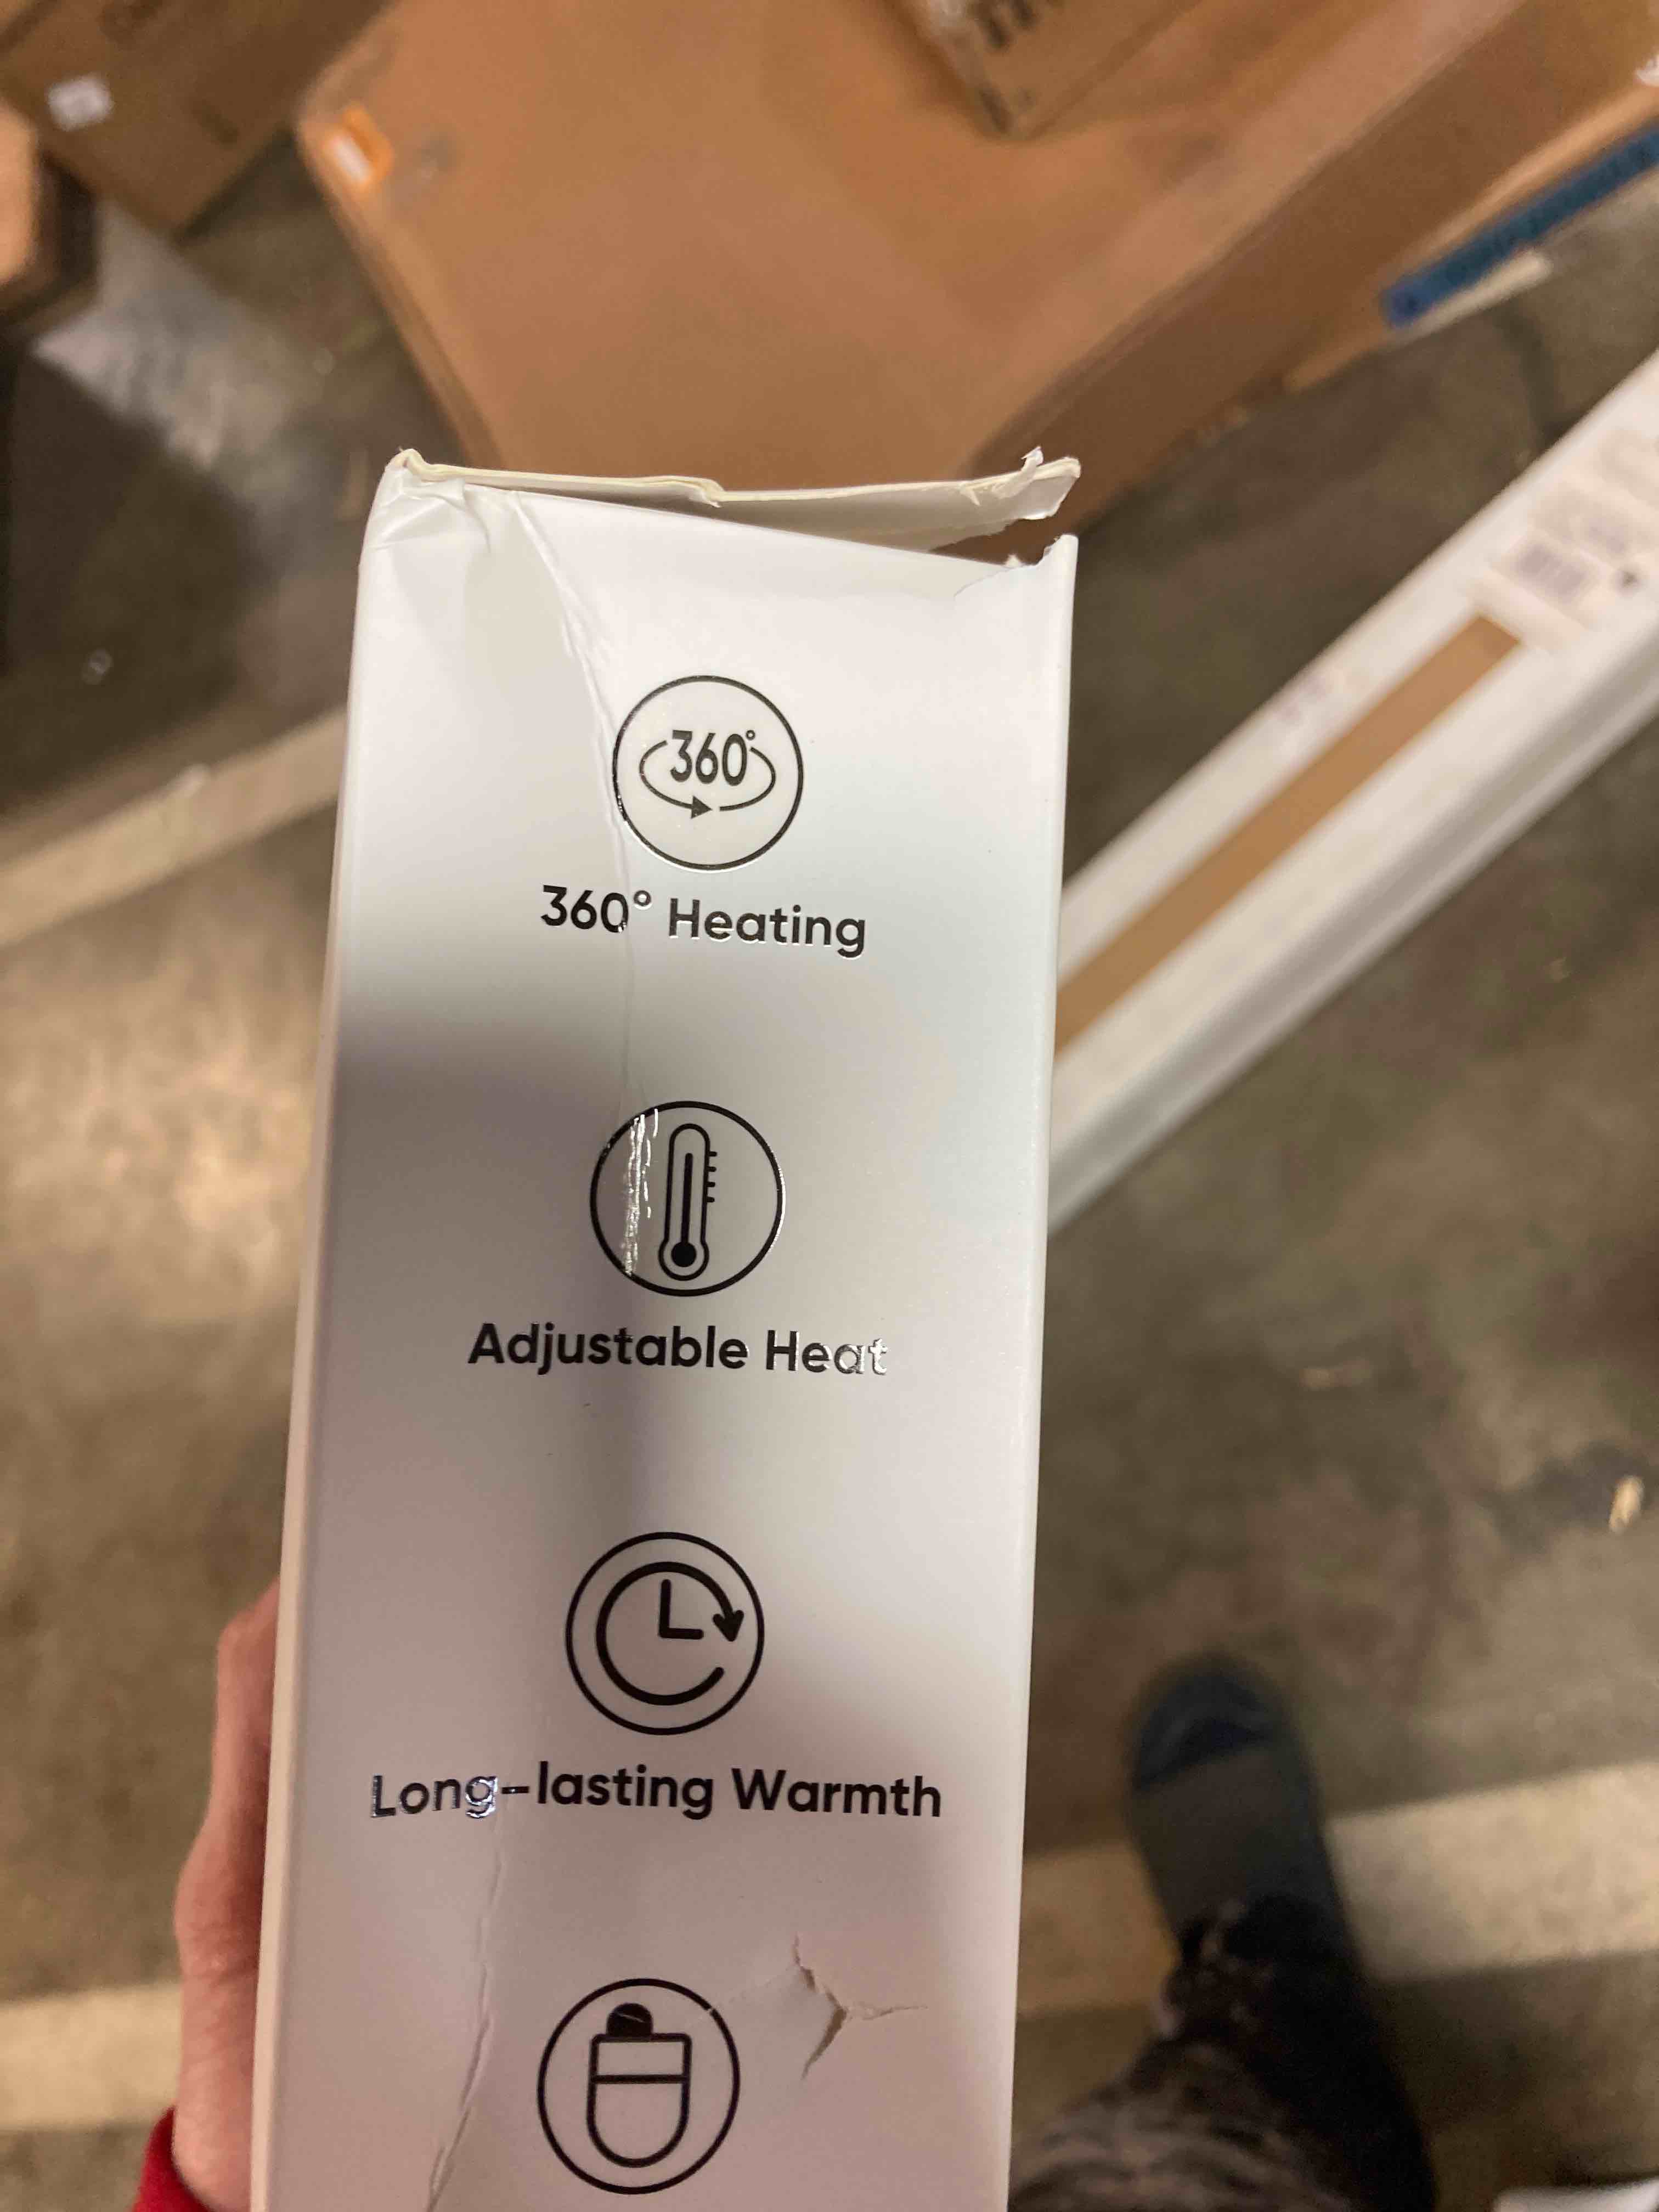 360°
360° Heating
Adjustable Heat
Long-lasting Warmth